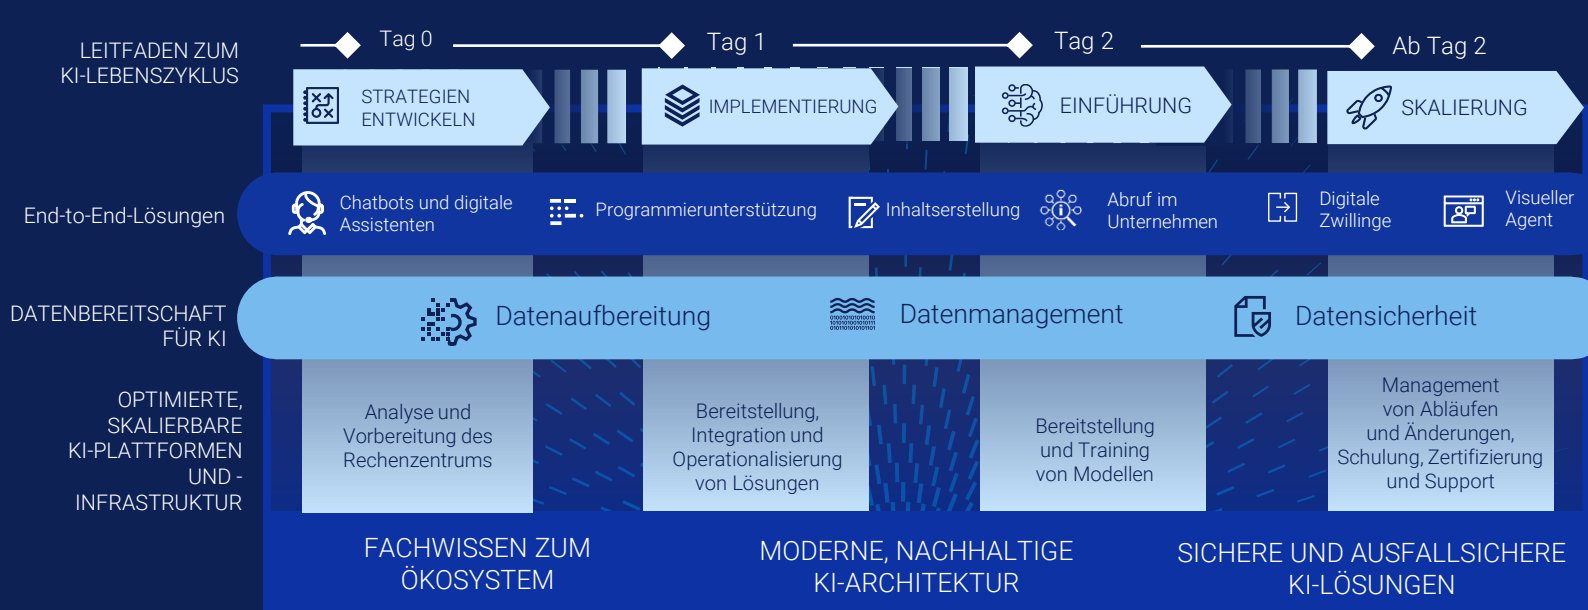 LEITFADEN ZUM
KI-LEBENSZYKLUS
Tag 0
Tag 1
Tag 2
Ab Tag 2
STRATEGIEN
ENTWICKELN
IMPLEMENTIERUNG
EINFÜHRUNG
SKALIERUNG
End-to-End-Lösungen
Chatbots und digitale
Assistenten
Programmierunterstützung
Inhaltserstellung
Abruf im
Unternehmen
Digitale
Zwillinge
Visueller
Agent
DATENBEREITSCHAFT
FÜR KI
Datenaufbereitung
Datenmanagement
Datensicherheit
OPTIMIERTE,
SKALIERBARE
KI-PLATTFORMEN
UND -
INFRASTRUKTUR
Analyse und
Vorbereitung des
Rechenzentrums
Bereitstellung,
Integration und
Operationalisierung
von Lösungen
Bereitstellung
und Training
von Modellen
Management
von Abläufen
und Änderungen,
Schulung, Zertifizierung
und Support
FACHWISSEN ZUM
ÖKOSYSTEM
MODERNE, NACHHALTIGE
KI-ARCHITEKTUR
SICHERE UND AUSFALLSICHERE
KI-LÖSUNGEN